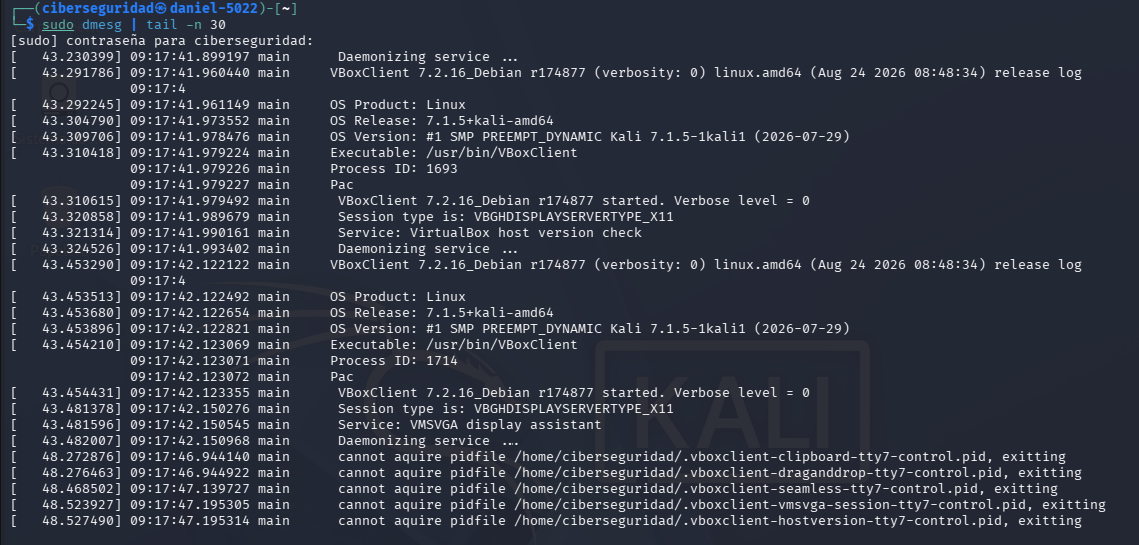 ┌──(ciberseguridad㉿daniel-5022)-[~]
└─$ sudo dmesg | tail -n 30
[sudo] contraseña para ciberseguridad:
[   43.230399] 09:17:41.899197 main      Daemonizing service ...
[   43.291786] 09:17:41.960440 main     VBoxClient 7.2.16_Debian r174877 (verbosity: 0) linux.amd64 (Aug 24 2026 08:48:34) release log
               09:17:4
[   43.292245] 09:17:41.961149 main     OS Product: Linux
[   43.304790] 09:17:41.973552 main     OS Release: 7.1.5+kali-amd64
[   43.309706] 09:17:41.978476 main     OS Version: #1 SMP PREEMPT_DYNAMIC Kali 7.1.5-1kali1 (2026-07-29)
[   43.310418] 09:17:41.979224 main     Executable: /usr/bin/VBoxClient
               09:17:41.979226 main     Process ID: 1693
               09:17:41.979227 main     Pac
[   43.310615] 09:17:41.979492 main      VBoxClient 7.2.16_Debian r174877 started. Verbose level = 0
[   43.320858] 09:17:41.989679 main      Session type is: VBGHDISPLAYSERVERTYPE_X11
[   43.321314] 09:17:41.990161 main      Service: VirtualBox host version check
[   43.324526] 09:17:41.993402 main      Daemonizing service ...
[   43.453290] 09:17:42.122122 main     VBoxClient 7.2.16_Debian r174877 (verbosity: 0) linux.amd64 (Aug 24 2026 08:48:34) release log
               09:17:4
[   43.453513] 09:17:42.122492 main     OS Product: Linux
[   43.453680] 09:17:42.122654 main     OS Release: 7.1.5+kali-amd64
[   43.453896] 09:17:42.122821 main     OS Version: #1 SMP PREEMPT_DYNAMIC Kali 7.1.5-1kali1 (2026-07-29)
[   43.454210] 09:17:42.123069 main     Executable: /usr/bin/VBoxClient
               09:17:42.123071 main     Process ID: 1714
               09:17:42.123072 main     Pac
[   43.454431] 09:17:42.123355 main      VBoxClient 7.2.16_Debian r174877 started. Verbose level = 0
[   43.481378] 09:17:42.150276 main      Session type is: VBGHDISPLAYSERVERTYPE_X11
[   43.481596] 09:17:42.150545 main      Service: VMSVGA display assistant
[   43.482007] 09:17:42.150968 main      Daemonizing service ...
[   48.272876] 09:17:46.944140 main      cannot aquire pidfile /home/ciberseguridad/.vboxclient-clipboard-tty7-control.pid, exitting
[   48.276463] 09:17:46.944922 main      cannot aquire pidfile /home/ciberseguridad/.vboxclient-draganddrop-tty7-control.pid, exitting
[   48.468502] 09:17:47.139727 main      cannot aquire pidfile /home/ciberseguridad/.vboxclient-seamless-tty7-control.pid, exitting
[   48.523927] 09:17:47.195305 main      cannot aquire pidfile /home/ciberseguridad/.vboxclient-vmsvga-session-tty7-control.pid, exitting
[   48.527490] 09:17:47.195314 main      cannot aquire pidfile /home/ciberseguridad/.vboxclient-hostversion-tty7-control.pid, exitting
KALI